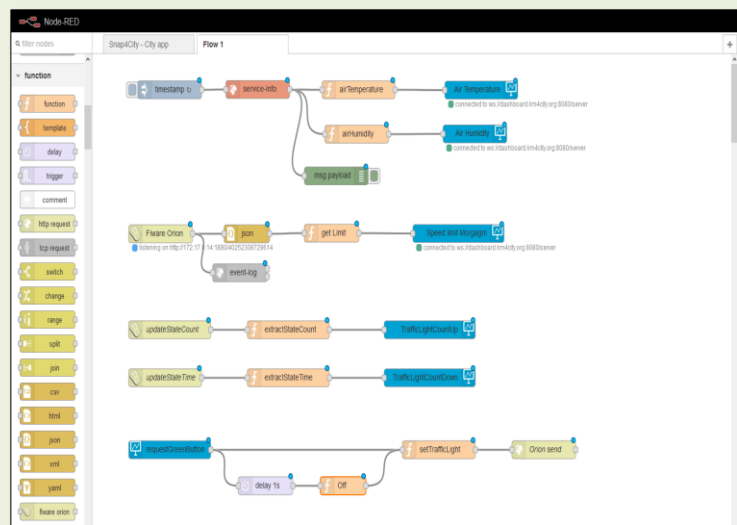 Node-RED
filter nodes
Snap4City - City app
Flow 1
+
function
function
template
delay
trigger
comment
http request
tcp request
switch
change
range
split
join
csv
html
json
xml
yaml
fiware orion
timestamp ↻
service-info
airTemperature
Air Temperature
connected to ws://dashboard.km4city.org:8080/server
airHumidity
Air Humidity
connected to ws://dashboard.km4city.org:8080/server
msg.payload
Fiware Orion
json
get Limit
Speed limit Morgagni
connected to ws://dashboard.km4city.org:8080/server
event-log
updateStateCount
extractStateCount
TrafficLightCountUp
updateStateTime
extractStateTime
TrafficLightCountDown
requestGreenButton
setTrafficLight
Orion send
delay 1s
Off